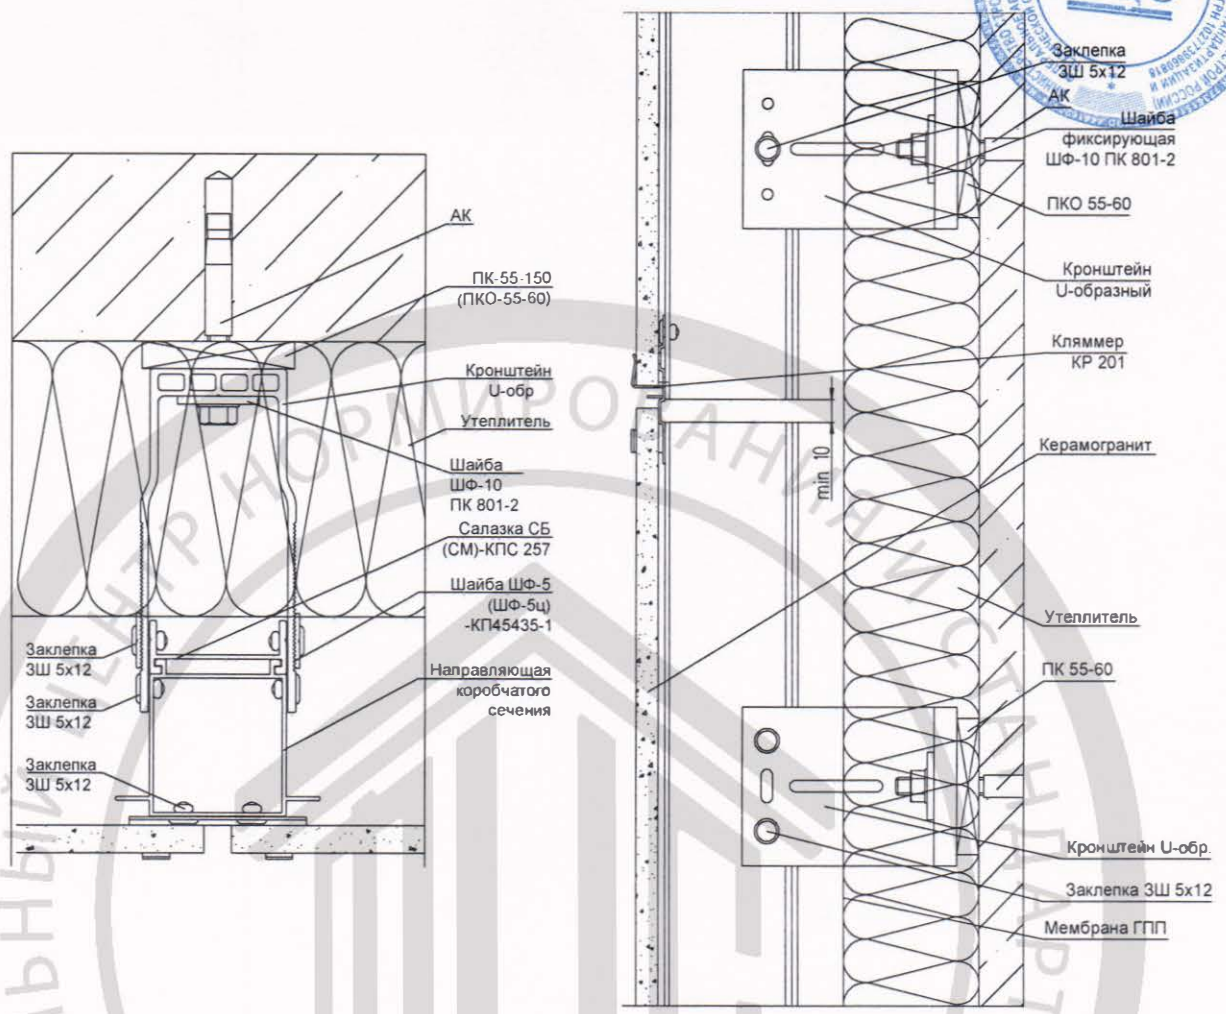 АК
ПК-55-150
(ПКО-55-60)
Кронштейн
U-обр
Утеплитель
Шайба
ШФ-10
ПК 801-2
Салазка СБ
(СМ)-КПС 257
Шайба ШФ-5
(ШФ-5ц)
-КП45435-1
Направляющая
коробчатого
сечения
Заклепка
ЗШ 5х12
Заклепка
ЗШ 5х12
Заклепка
ЗШ 5х12
Заклепка
ЗШ 5х12
АК
Шайба
фиксирующая
ШФ-10 ПК 801-2
ПКО 55-60
Кронштейн
U-образный
Кляммер
КР 201
min 10
Керамогранит
Утеплитель
ПК 55-60
Кронштейн U-обр.
Заклепка ЗШ 5х12
Мембрана ГПП
ЦЕНТР НОРМИРОВАНИЯ И СТАНДАРТ